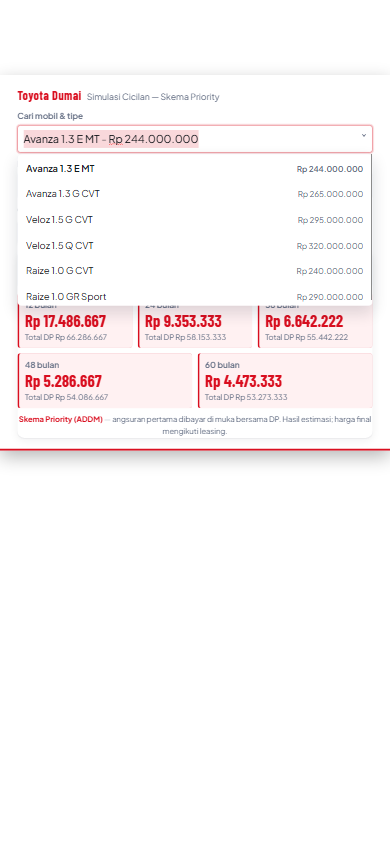 Toyota Dumai Simulasi Cicilan — Skema Priority
Cari mobil & tipe
Avanza 1.3 E MT - Rp 244.000.000
Avanza 1.3 E MT Rp 244.000.000
Avanza 1.3 G CVT Rp 265.000.000
Veloz 1.5 G CVT Rp 295.000.000
Veloz 1.5 Q CVT Rp 320.000.000
Raize 1.0 G CVT Rp 240.000.000
Raize 1.0 GR Sport Rp 290.000.000
12 bulan 24 bulan 36 bulan
Rp 17.486.667 Rp 9.353.333 Rp 6.642.222
Total DP Rp 66.286.667 Total DP Rp 58.153.333 Total DP Rp 55.442.222
48 bulan 60 bulan
Rp 5.286.667 Rp 4.473.333
Total DP Rp 54.086.667 Total DP Rp 53.273.333
Skema Priority (ADDM) — angsuran pertama dibayar di muka bersama DP. Hasil estimasi; harga final
mengikuti leasing.